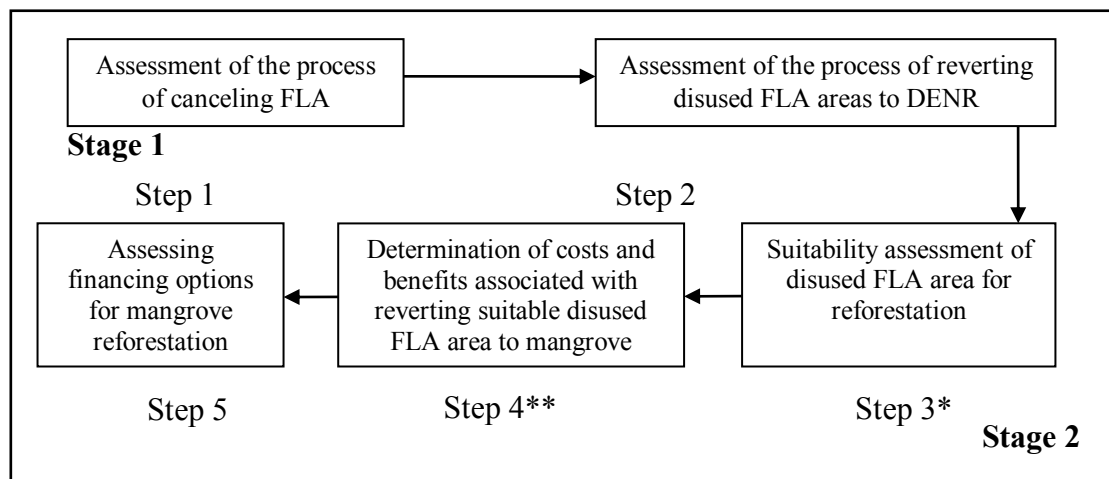 Assessment of the process
of canceling FLA
Assessment of the process of reverting
disused FLA areas to DENR
Stage 1
Step 1
Step 2
Assessing
financing options
for mangrove
reforestation
Determination of costs and
benefits associated with
reverting suitable disused
FLA area to mangrove
Suitability assessment of
disused FLA area for
reforestation
Step 5
Step 4**
Step 3*
Stage 2